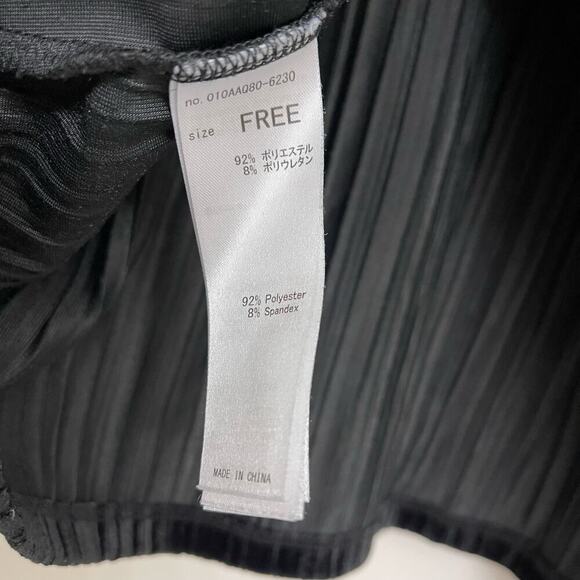 no. 010AAQ80-6230
size FREE
92% ポリエステル
8% ポリウレタン
92% Polyester
8% Spandex
MADE IN CHINA